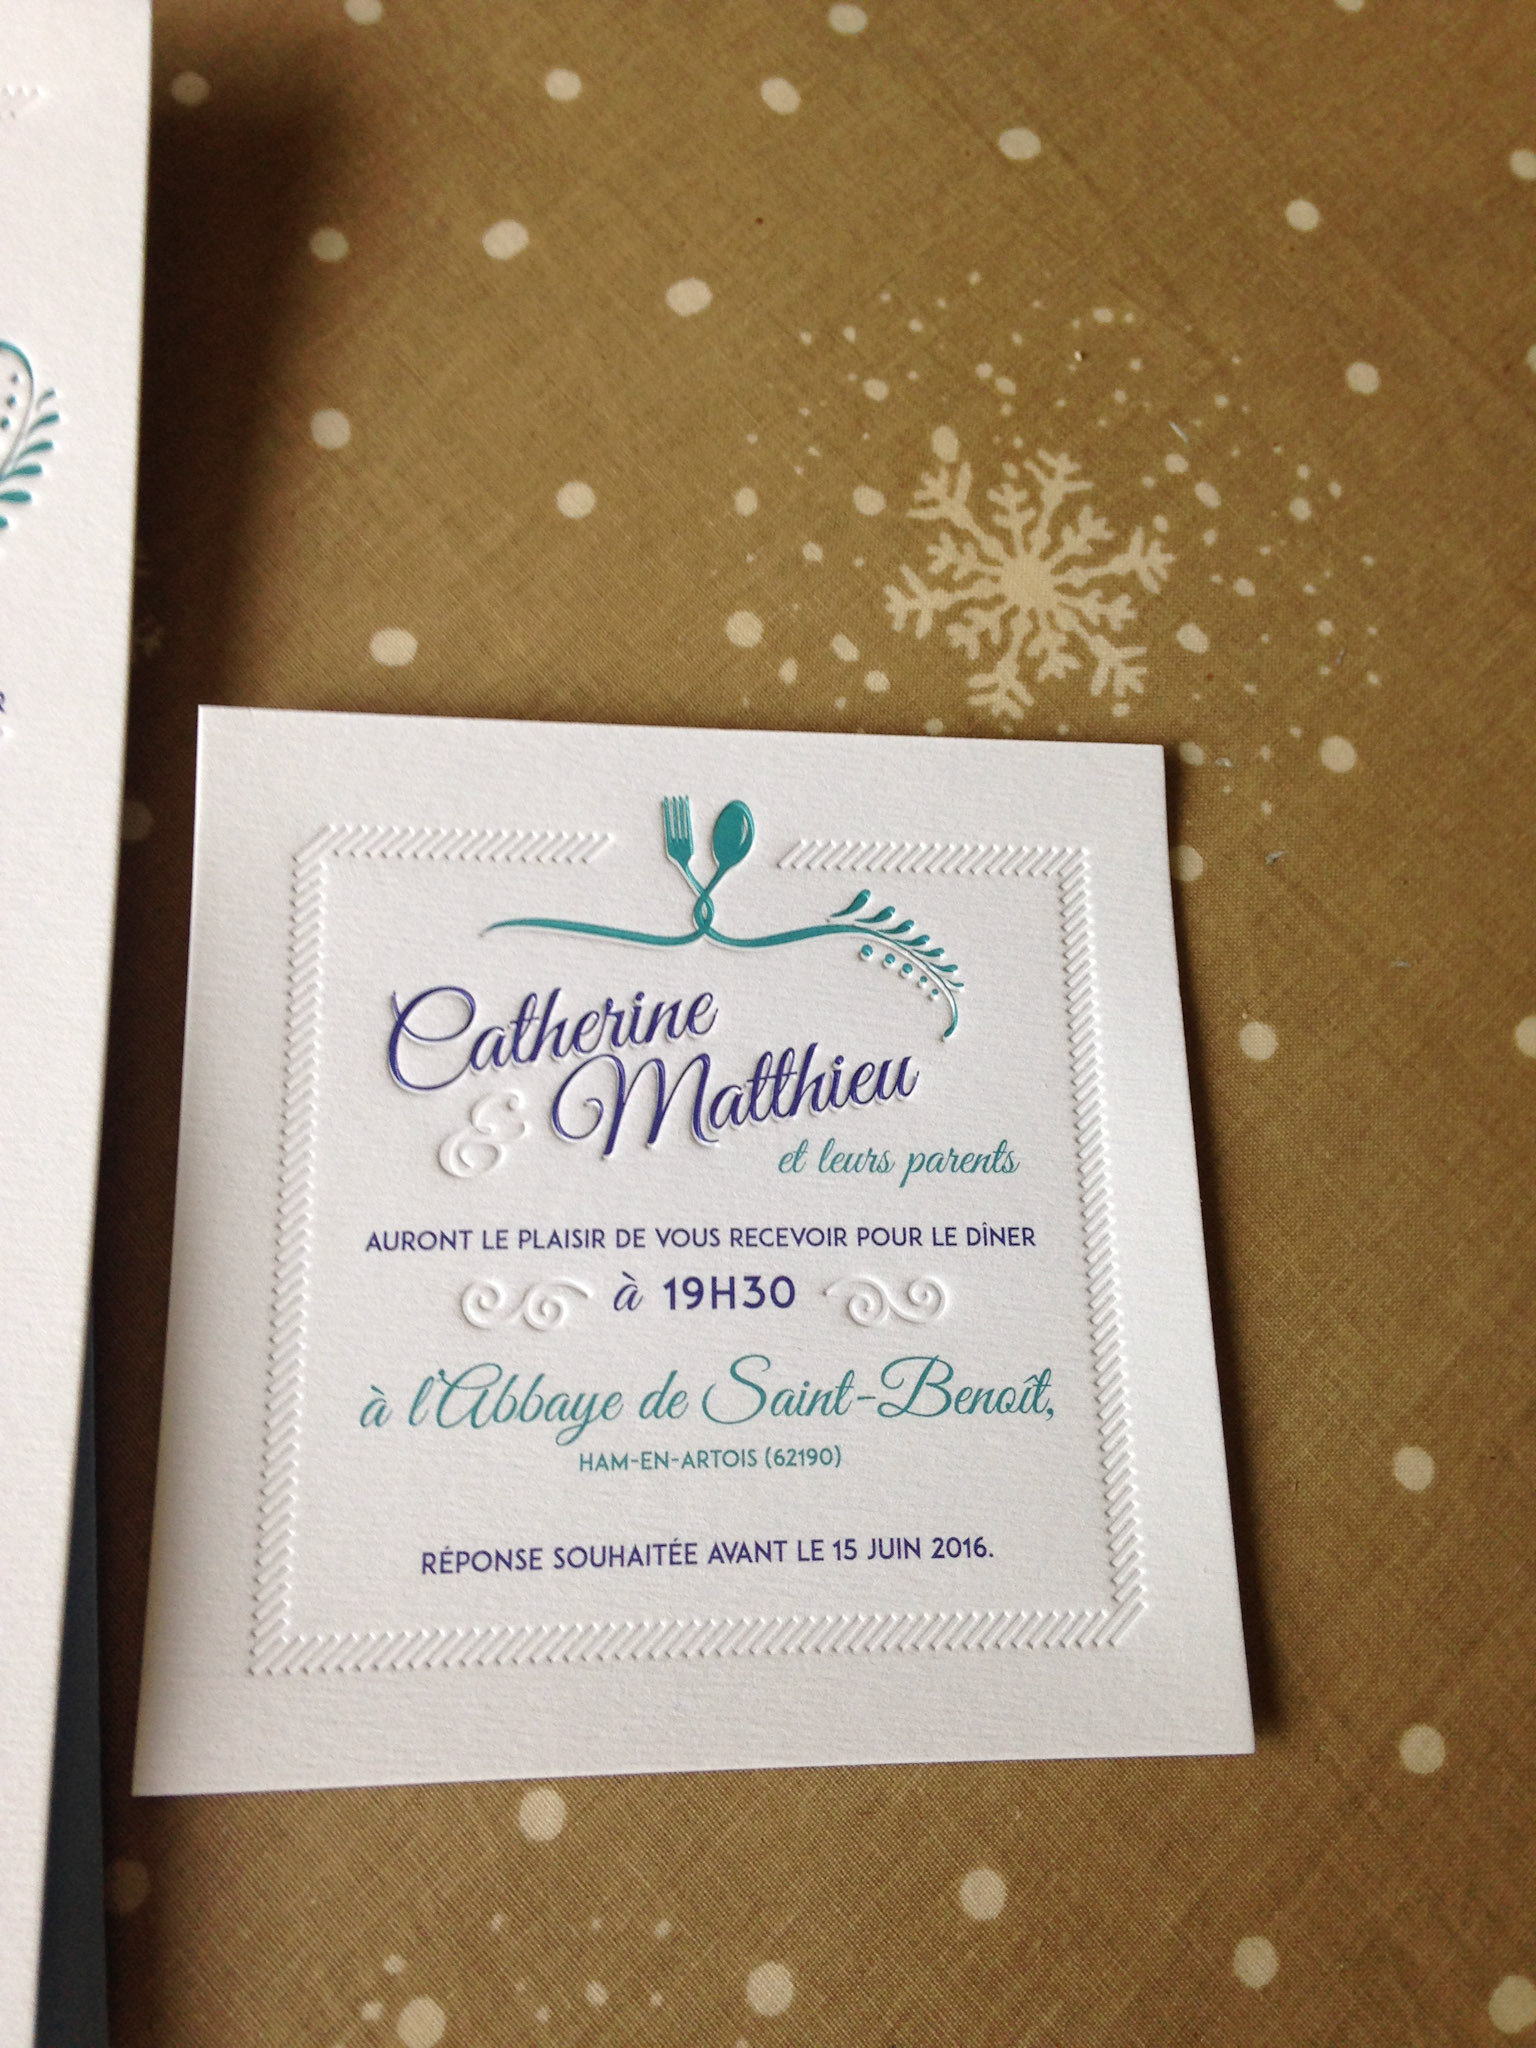 Catherine
& Matthieu
et leurs parents
AURONT LE PLAISIR DE VOUS RECEVOIR POUR LE DÎNER
à 19H30
à l'Abbaye de Saint-Benoît,
HAM-EN-ARTOIS (62190)
RÉPONSE SOUHAITÉE AVANT LE 15 JUIN 2016.